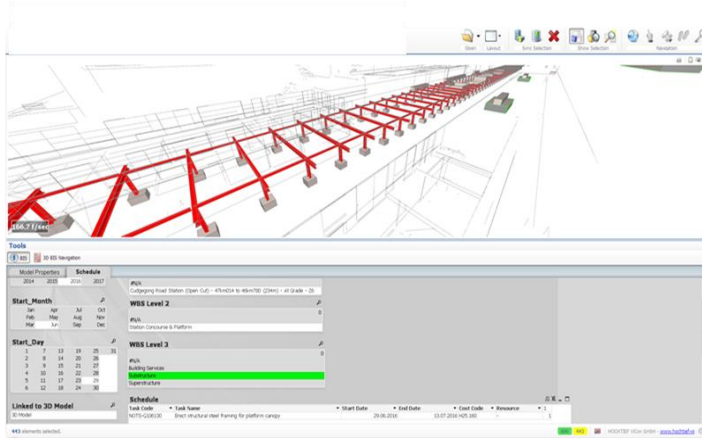 Open Layout Sync Selection Show Selection Navigation
166.7 f/sec
Tools
BIS 3D BIS Navigation
Model Properties Schedule
2014 2015 2016 2017
#N/A
Start_Month
Jan Apr Jul Oct
Feb May Aug Nov
Mar Jun Sep Dec
WBS Level 2
0
#N/A
Station Concourse & Platform
Start_Day
1 7 13 19 25 31
2 8 14 20 26
3 9 15 21 27
4 10 16 22 28
5 11 17 23 29
6 12 18 24 30
WBS Level 3
0
#N/A
Building Services
Substructure
Superstructure
Linked to 3D Model
3D Model
Schedule
Task Code Task Name Start Date End Date Cost Code Resource
Erect structural steel framing for platform canopy 29.06.2016 13.07.2016 - 1
443 elements selected.
HOCHTIEF ViCon GmbH -